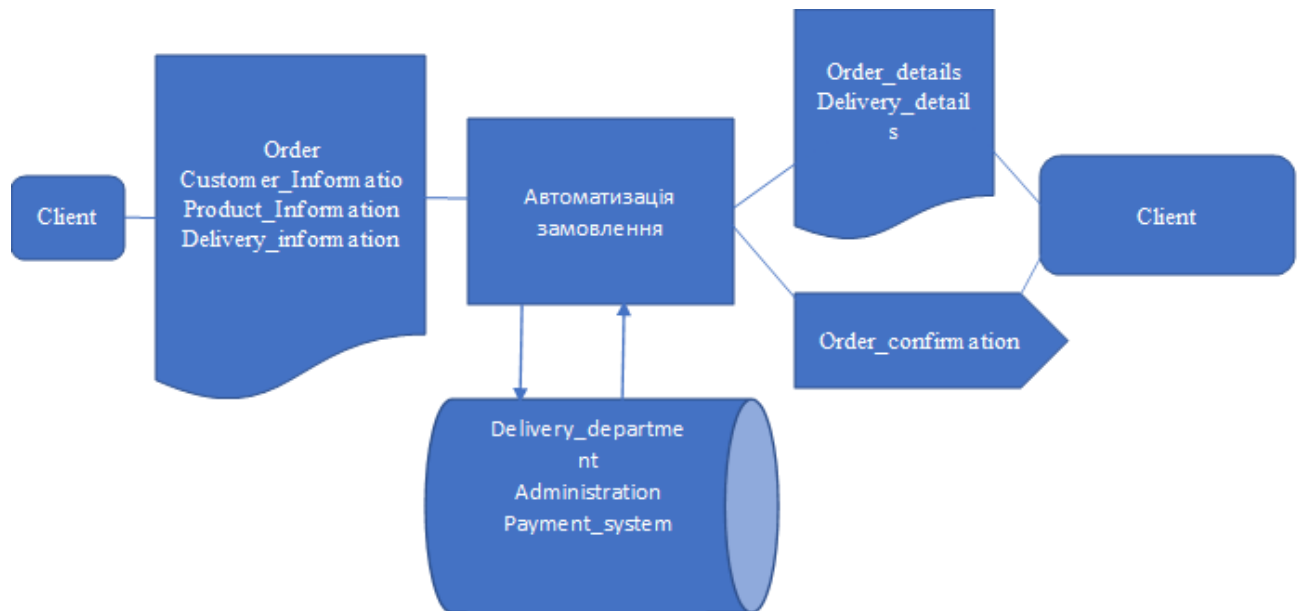 Client
Order
Customer_Informatio
Product_Information
Delivery_information
Автоматизація
замовлення
Order_details
Delivery_detail
s
Client
Order_confirmation
Delivery_departme
nt
Administration
Payment_system